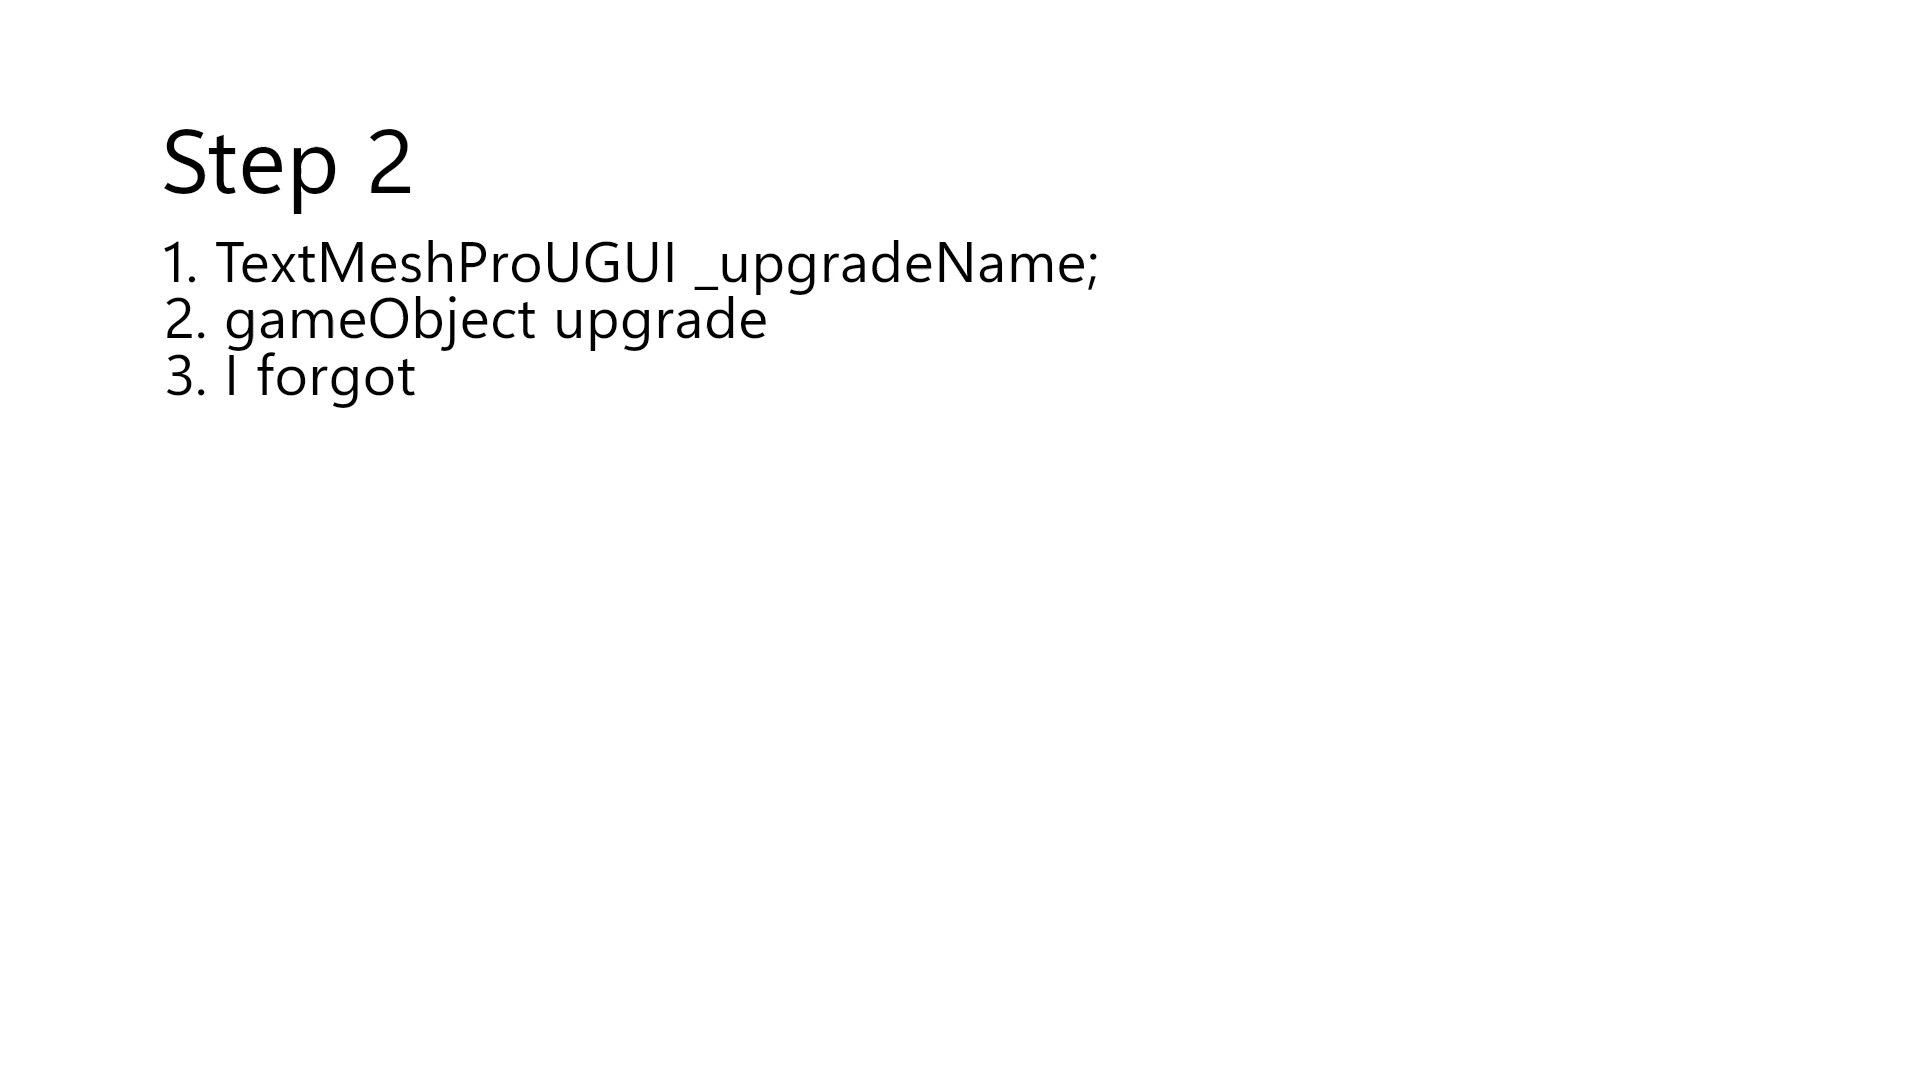 Step 2
1. TextMeshProUGUI _upgradeName;
2. gameObject upgrade
3. I forgot